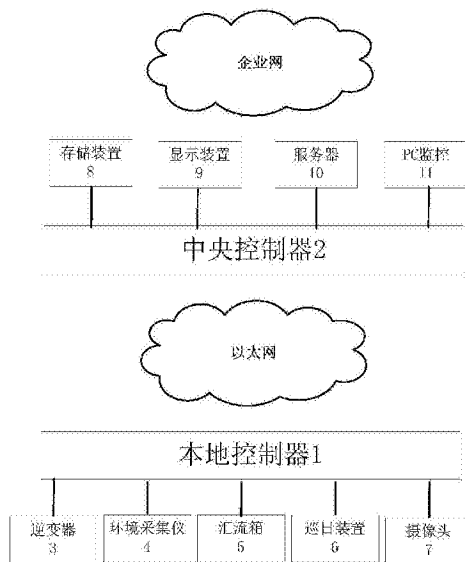 企业网
存储装置
8
显示装置
9
服务器
10
PC监控
11
中央控制器2
以太网
本地控制器1
逆变器
3
环境采集仪
4
汇流箱
5
巡日装置
6
摄像头
7